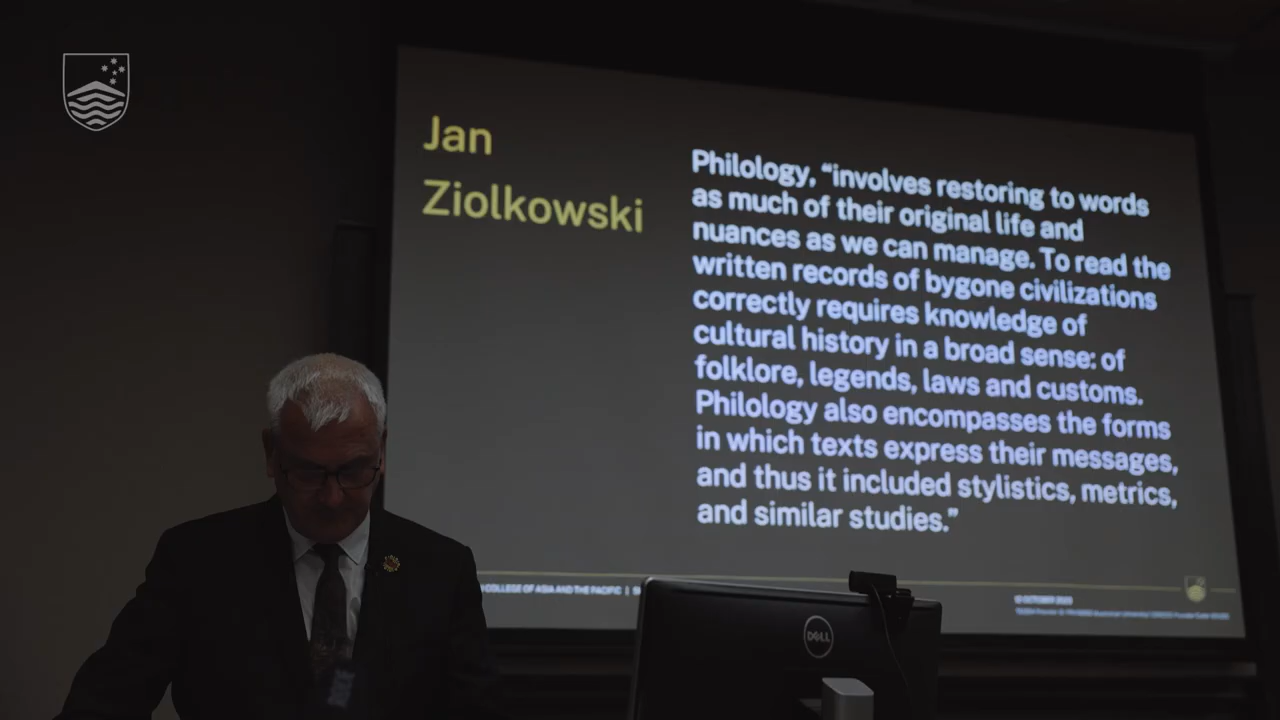 Jan
Ziolkowski
Philology, “involves restoring to words
as much of their original life and
nuances as we can manage. To read the
written records of bygone civilizations
correctly requires knowledge of
cultural history in a broad sense: of
folklore, legends, laws and customs.
Philology also encompasses the forms
in which texts express their messages,
and thus it included stylistics, metrics,
and similar studies.”
COLLEGE OF ASIA AND THE PACIFIC |
OCTOBER
DELL